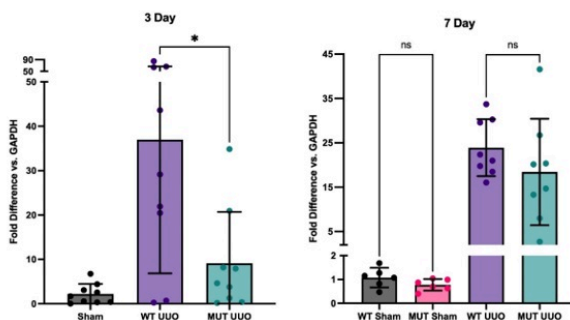 3 Day
*
Fold Difference vs. GAPDH
90
50
50
40
30
20
10
0
Sham
WT UUO
MUT UUO
7 Day
ns
ns
Fold Difference vs. GAPDH
45
35
25
15
5
2
1
0
WT Sham
MUT Sham
WT UUO
MUT UUO